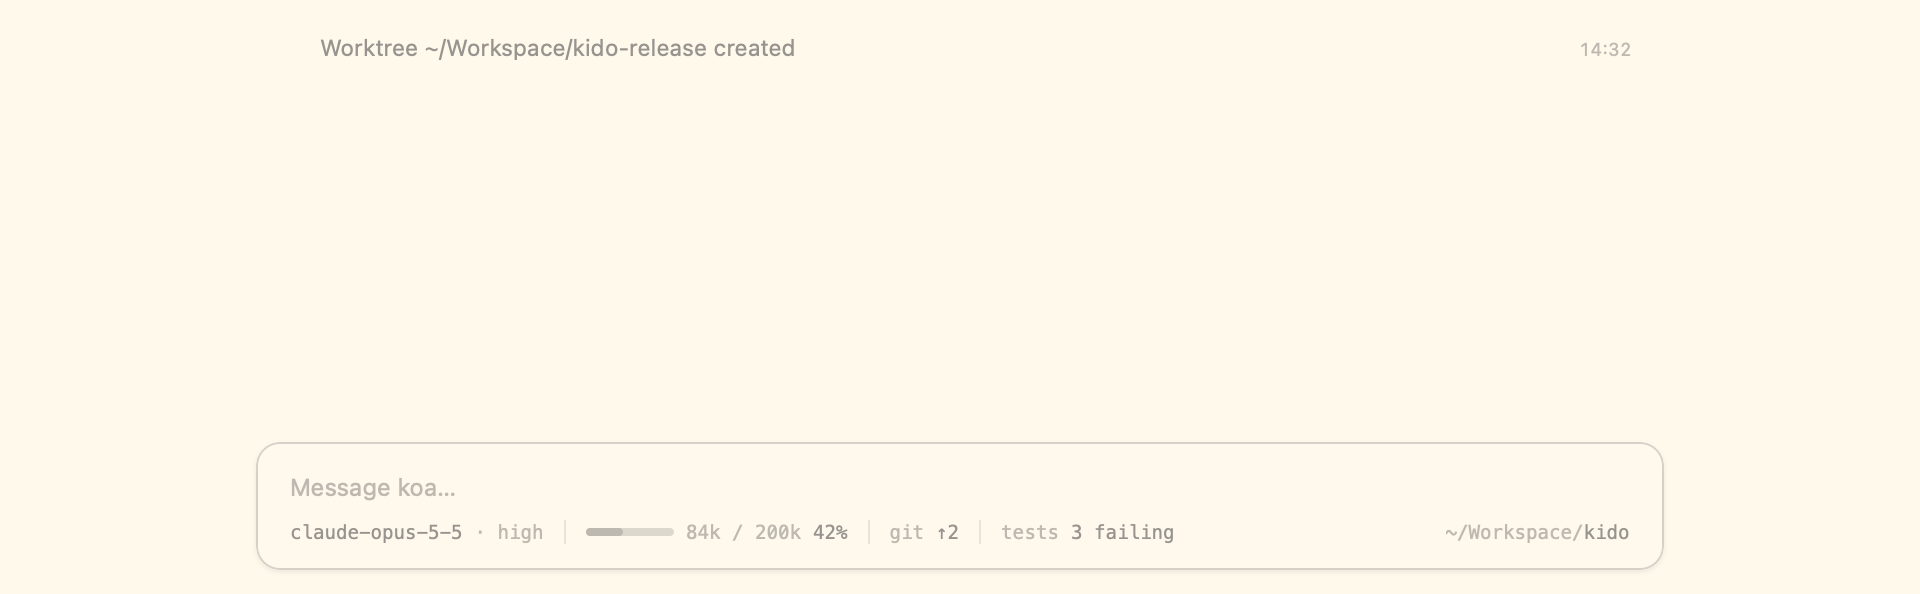 Worktree ~/Workspace/kido-release created 14:32
Message koa...
claude-opus-5-5 · high 84k / 200k 42% git ↑2 tests 3 failing ~/Workspace/kido